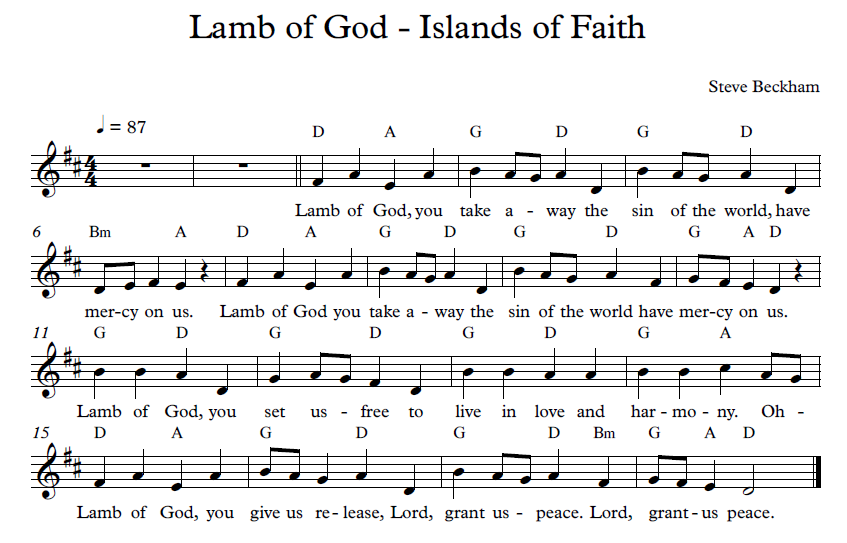 Lamb of God - Islands of Faith
Steve Beckham
♩ = 87
D A G D G D
4/4
Lamb of God, you take a - way the sin of the world, have
6 Bm A D A G D G D G A D
mer-cy on us. Lamb of God you take a - way the sin of the world have mer-cy on us.
11 G D G D G D G A
Lamb of God, you set us - free to live in love and har - mo - ny. Oh -
15 D A G D G D Bm G A D
Lamb of God, you give us re - lease, Lord, grant us - peace. Lord, grant - us peace.